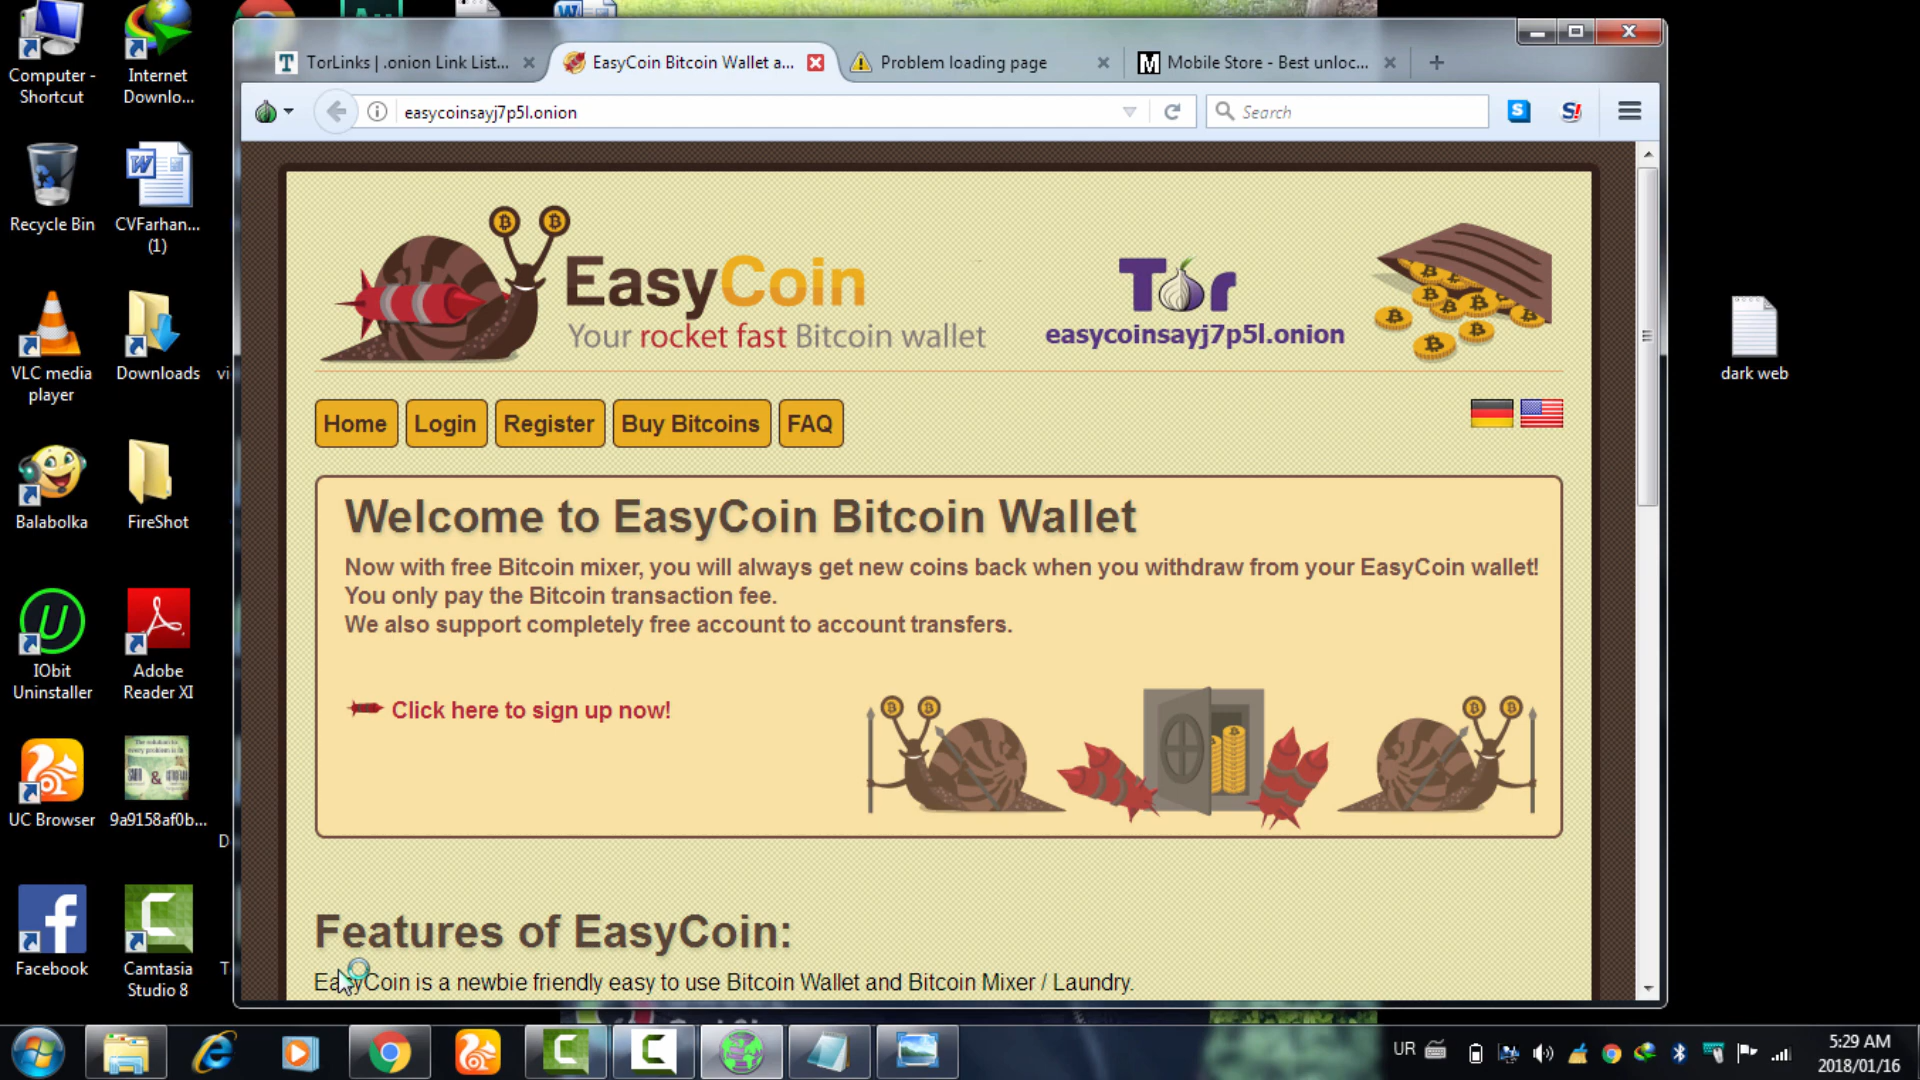 TorLinks | .onion Link List...
EasyCoin Bitcoin Wallet a...
Problem loading page
Mobile Store - Best unloc...
easycoinsayj7p5l.onion
Search
EasyCoin
Your rocket fast Bitcoin wallet
Tor
easycoinsayj7p5l.onion
Home
Login
Register
Buy Bitcoins
FAQ
Welcome to EasyCoin Bitcoin Wallet
Now with free Bitcoin mixer, you will always get new coins back when you withdraw from your EasyCoin wallet!
You only pay the Bitcoin transaction fee.
We also support completely free account to account transfers.
Click here to sign up now!
Features of EasyCoin:
EasyCoin is a newbie friendly easy to use Bitcoin Wallet and Bitcoin Mixer / Laundry.
Computer -
Shortcut
Internet
Downlo...
Recycle Bin
CVFarhan...
(1)
VLC media
player
Downloads
Balabolka
FireShot
IObit
Uninstaller
Adobe
Reader XI
UC Browser
9a9158af0b...
Facebook
Camtasia
Studio 8
dark web
UR
5:29 AM
2018/01/16